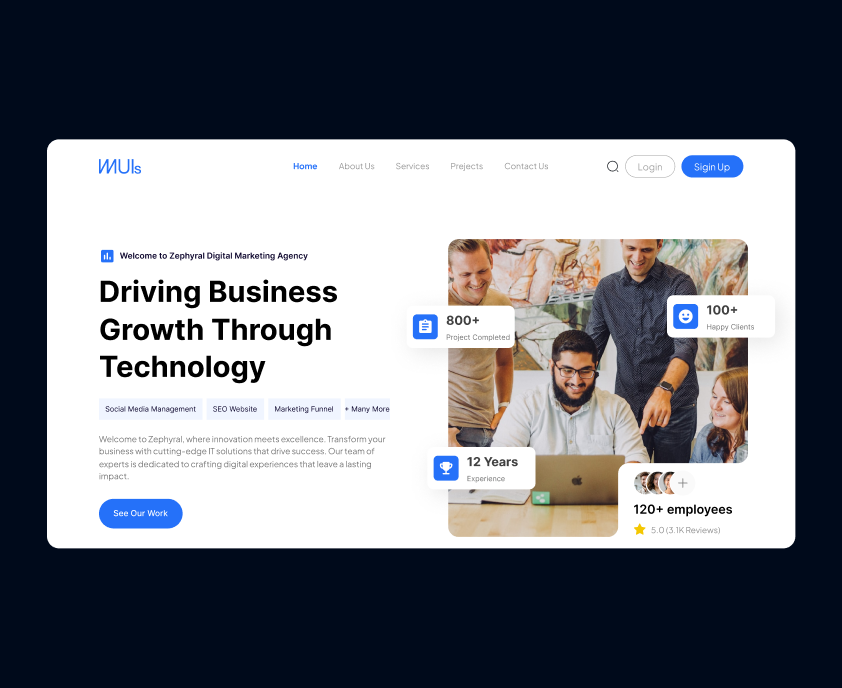 MUIs
Home About Us Services Prejects Contact Us Login Sigin Up
Welcome to Zephyral Digital Marketing Agency
Driving Business
Growth Through
Technology
Social Media Management SEO Website Marketing Funnel + Many More
Welcome to Zephyral, where innovation meets excellence. Transform your
business with cutting-edge IT solutions that drive success. Our team of
experts is dedicated to crafting digital experiences that leave a lasting
impact.
See Our Work
800+
Project Completed
100+
Happy Clients
12 Years
Experience
120+ employees
5.0 (3.1K Reviews)